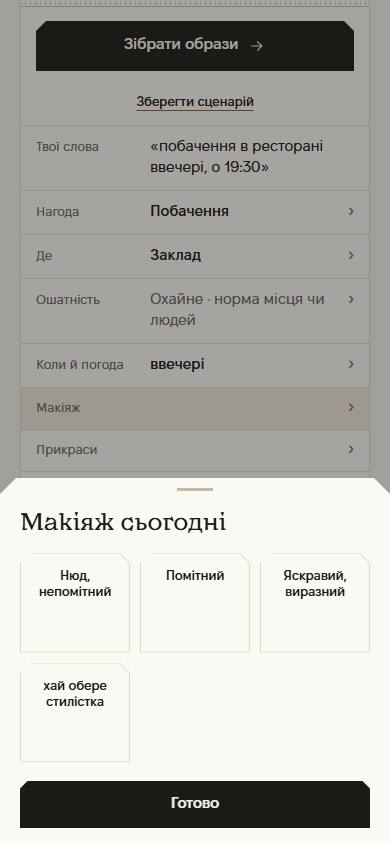 Зібрати образи →
Зберегти сценарій
Твої слова «побачення в ресторані
ввечері, о 19:30»
Нагода Побачення ›
Де Заклад ›
Ошатність Охайне · норма місця чи ›
людей
Коли й погода ввечері ›
Макіяж ›
Прикраси ›
Макіяж сьогодні
Нюд, Помітний Яскравий,
непомітний виразний
хай обере
стилістка
Готово